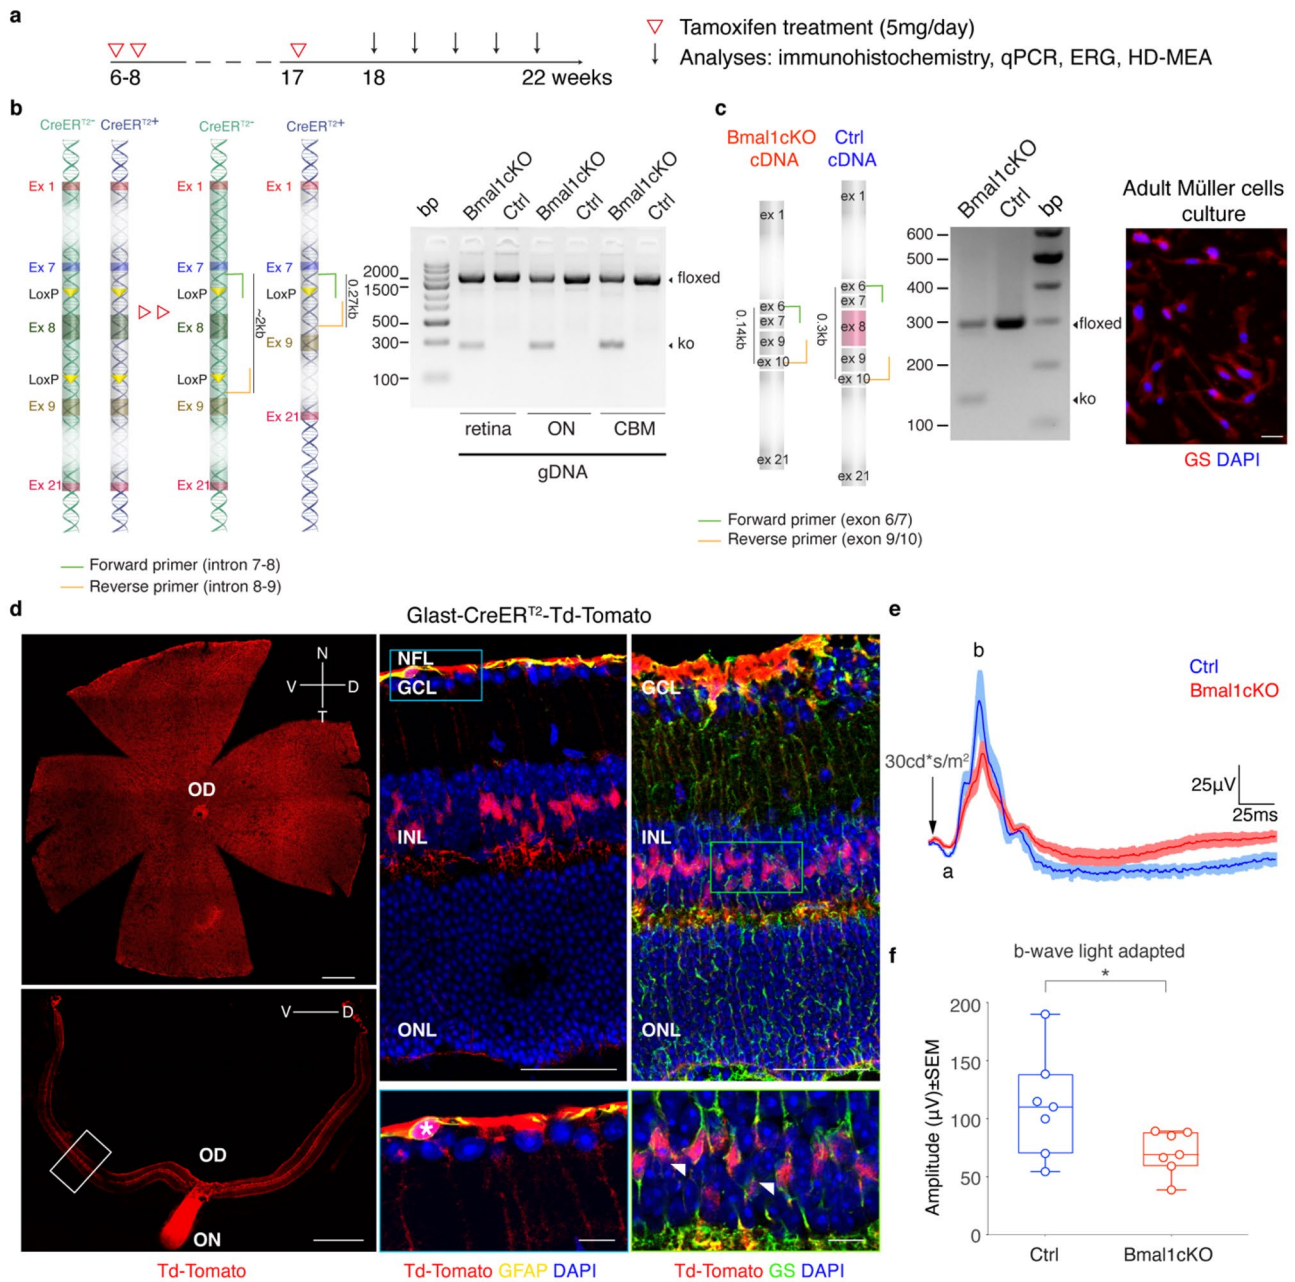 a
6-8
17
18
22 weeks
Tamoxifen treatment (5mg/day)
Analyses: immunohistochemistry, qPCR, ERG, HD-MEA
b
CreERT2-
CreERT2+
CreERT2-
CreERT2+
Ex 1
Ex 7
LoxP
Ex 8
LoxP
Ex 9
Ex 21
Ex 1
Ex 7
LoxP
Ex 8
LoxP
Ex 9
Ex 21
~2kb
Ex 1
Ex 7
LoxP
Ex 9
Ex 21
0.27kb
Forward primer (intron 7-8)
Reverse primer (intron 8-9)
bp
Bmal1cKO
Ctrl
Bmal1cKO
Ctrl
Bmal1cKO
Ctrl
2000
1500
500
300
100
floxed
ko
retina
ON
CBM
gDNA
c
Bmal1cKO
cDNA
Ctrl
cDNA
ex 1
ex 6
ex 7
ex 9
ex 10
ex 21
0.14kb
ex 1
ex 6
ex 7
ex 8
ex 9
ex 10
ex 21
0.3kb
Forward primer (exon 6/7)
Reverse primer (exon 9/10)
Bmal1cKO
Ctrl
bp
600
500
400
300
200
100
floxed
ko
Adult Müller cells
culture
GS DAPI
d
Glast-CreERT2-Td-Tomato
N
V
D
T
OD
V
D
OD
ON
Td-Tomato
NFL
GCL
INL
ONL
*
Td-Tomato GFAP DAPI
GCL
INL
ONL
Td-Tomato GS DAPI
e
b
Ctrl
Bmal1cKO
30cd*s/m2
25µV
25ms
a
f
b-wave light adapted
*
Amplitude (µV)±SEM
200
150
100
50
0
Ctrl
Bmal1cKO